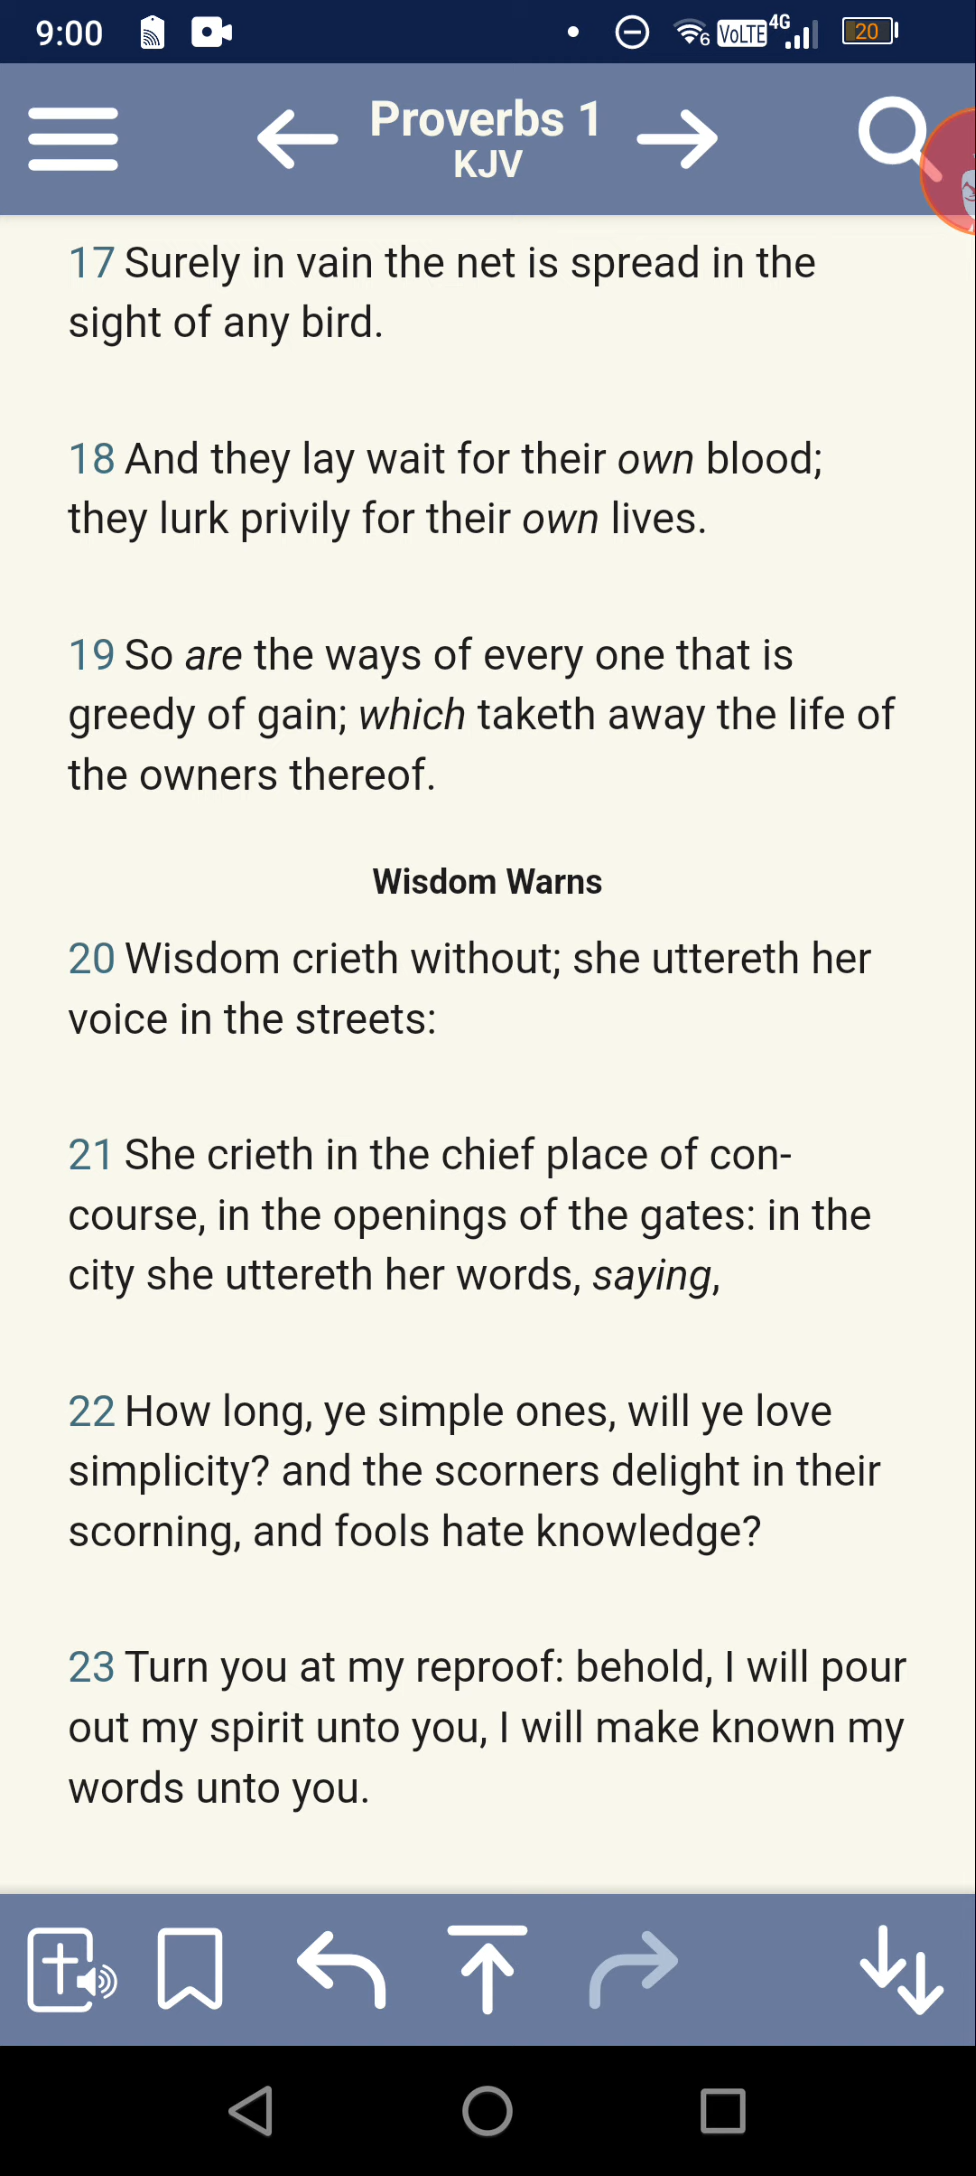 9:00
6 VoLTE 4G 20
Proverbs 1
KJV
17 Surely in vain the net is spread in the
sight of any bird.
18 And they lay wait for their own blood;
they lurk privily for their own lives.
19 So are the ways of every one that is
greedy of gain; which taketh away the life of
the owners thereof.
Wisdom Warns
20 Wisdom crieth without; she uttereth her
voice in the streets:
21 She crieth in the chief place of con-
course, in the openings of the gates: in the
city she uttereth her words, saying,
22 How long, ye simple ones, will ye love
simplicity? and the scorners delight in their
scorning, and fools hate knowledge?
23 Turn you at my reproof: behold, I will pour
out my spirit unto you, I will make known my
words unto you.